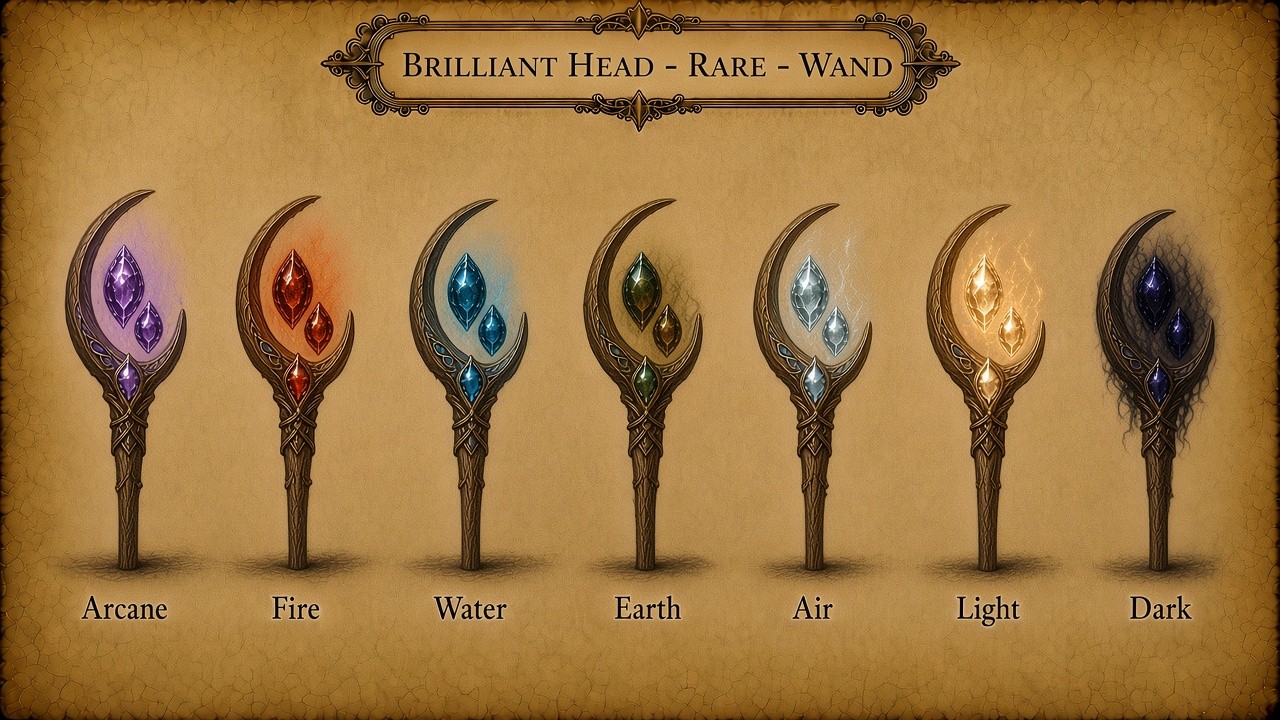 Brilliant Head - Rare - Wand
Arcane
Fire
Water
Earth
Air
Light
Dark